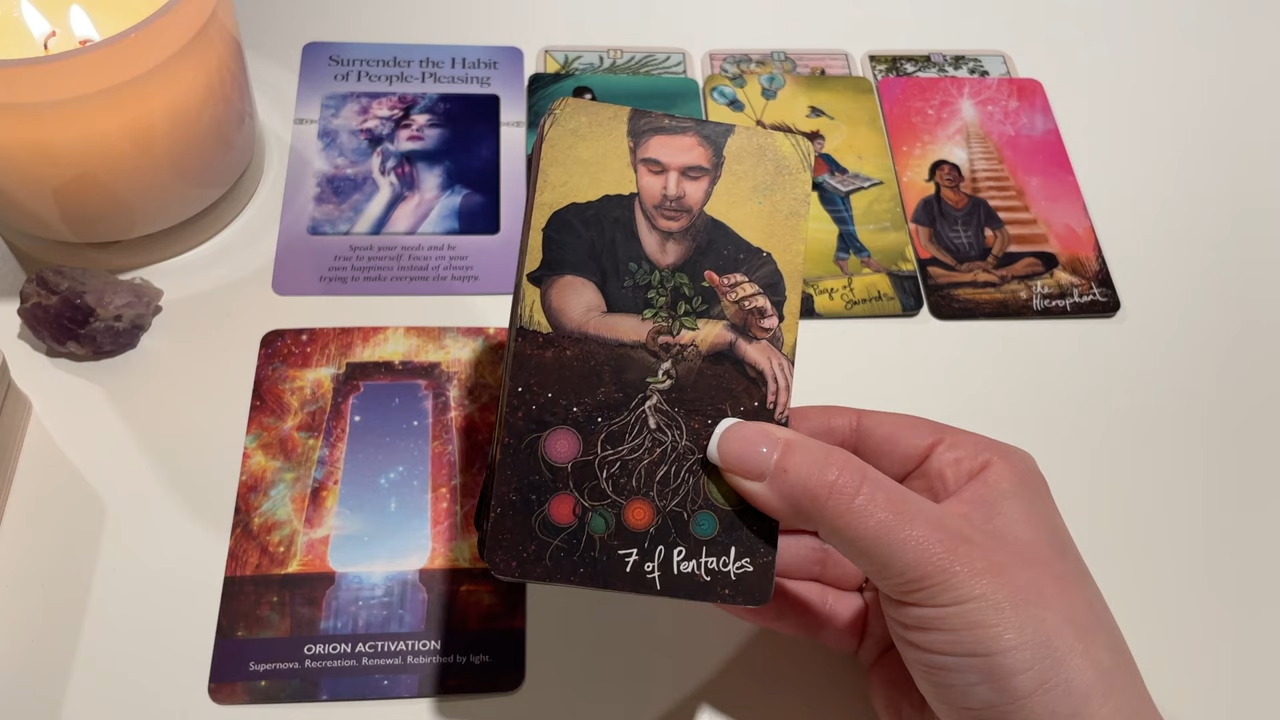 Surrender the Habit
of People-Pleasing
Speak your needs and be
true to yourself. Focus on your
own happiness instead of always
trying to make everyone else happy.
Page of
Swords
the
Hierophant
7 of Pentacles
ORION ACTIVATION
Supernova. Recreation. Renewal. Rebirthed by light.